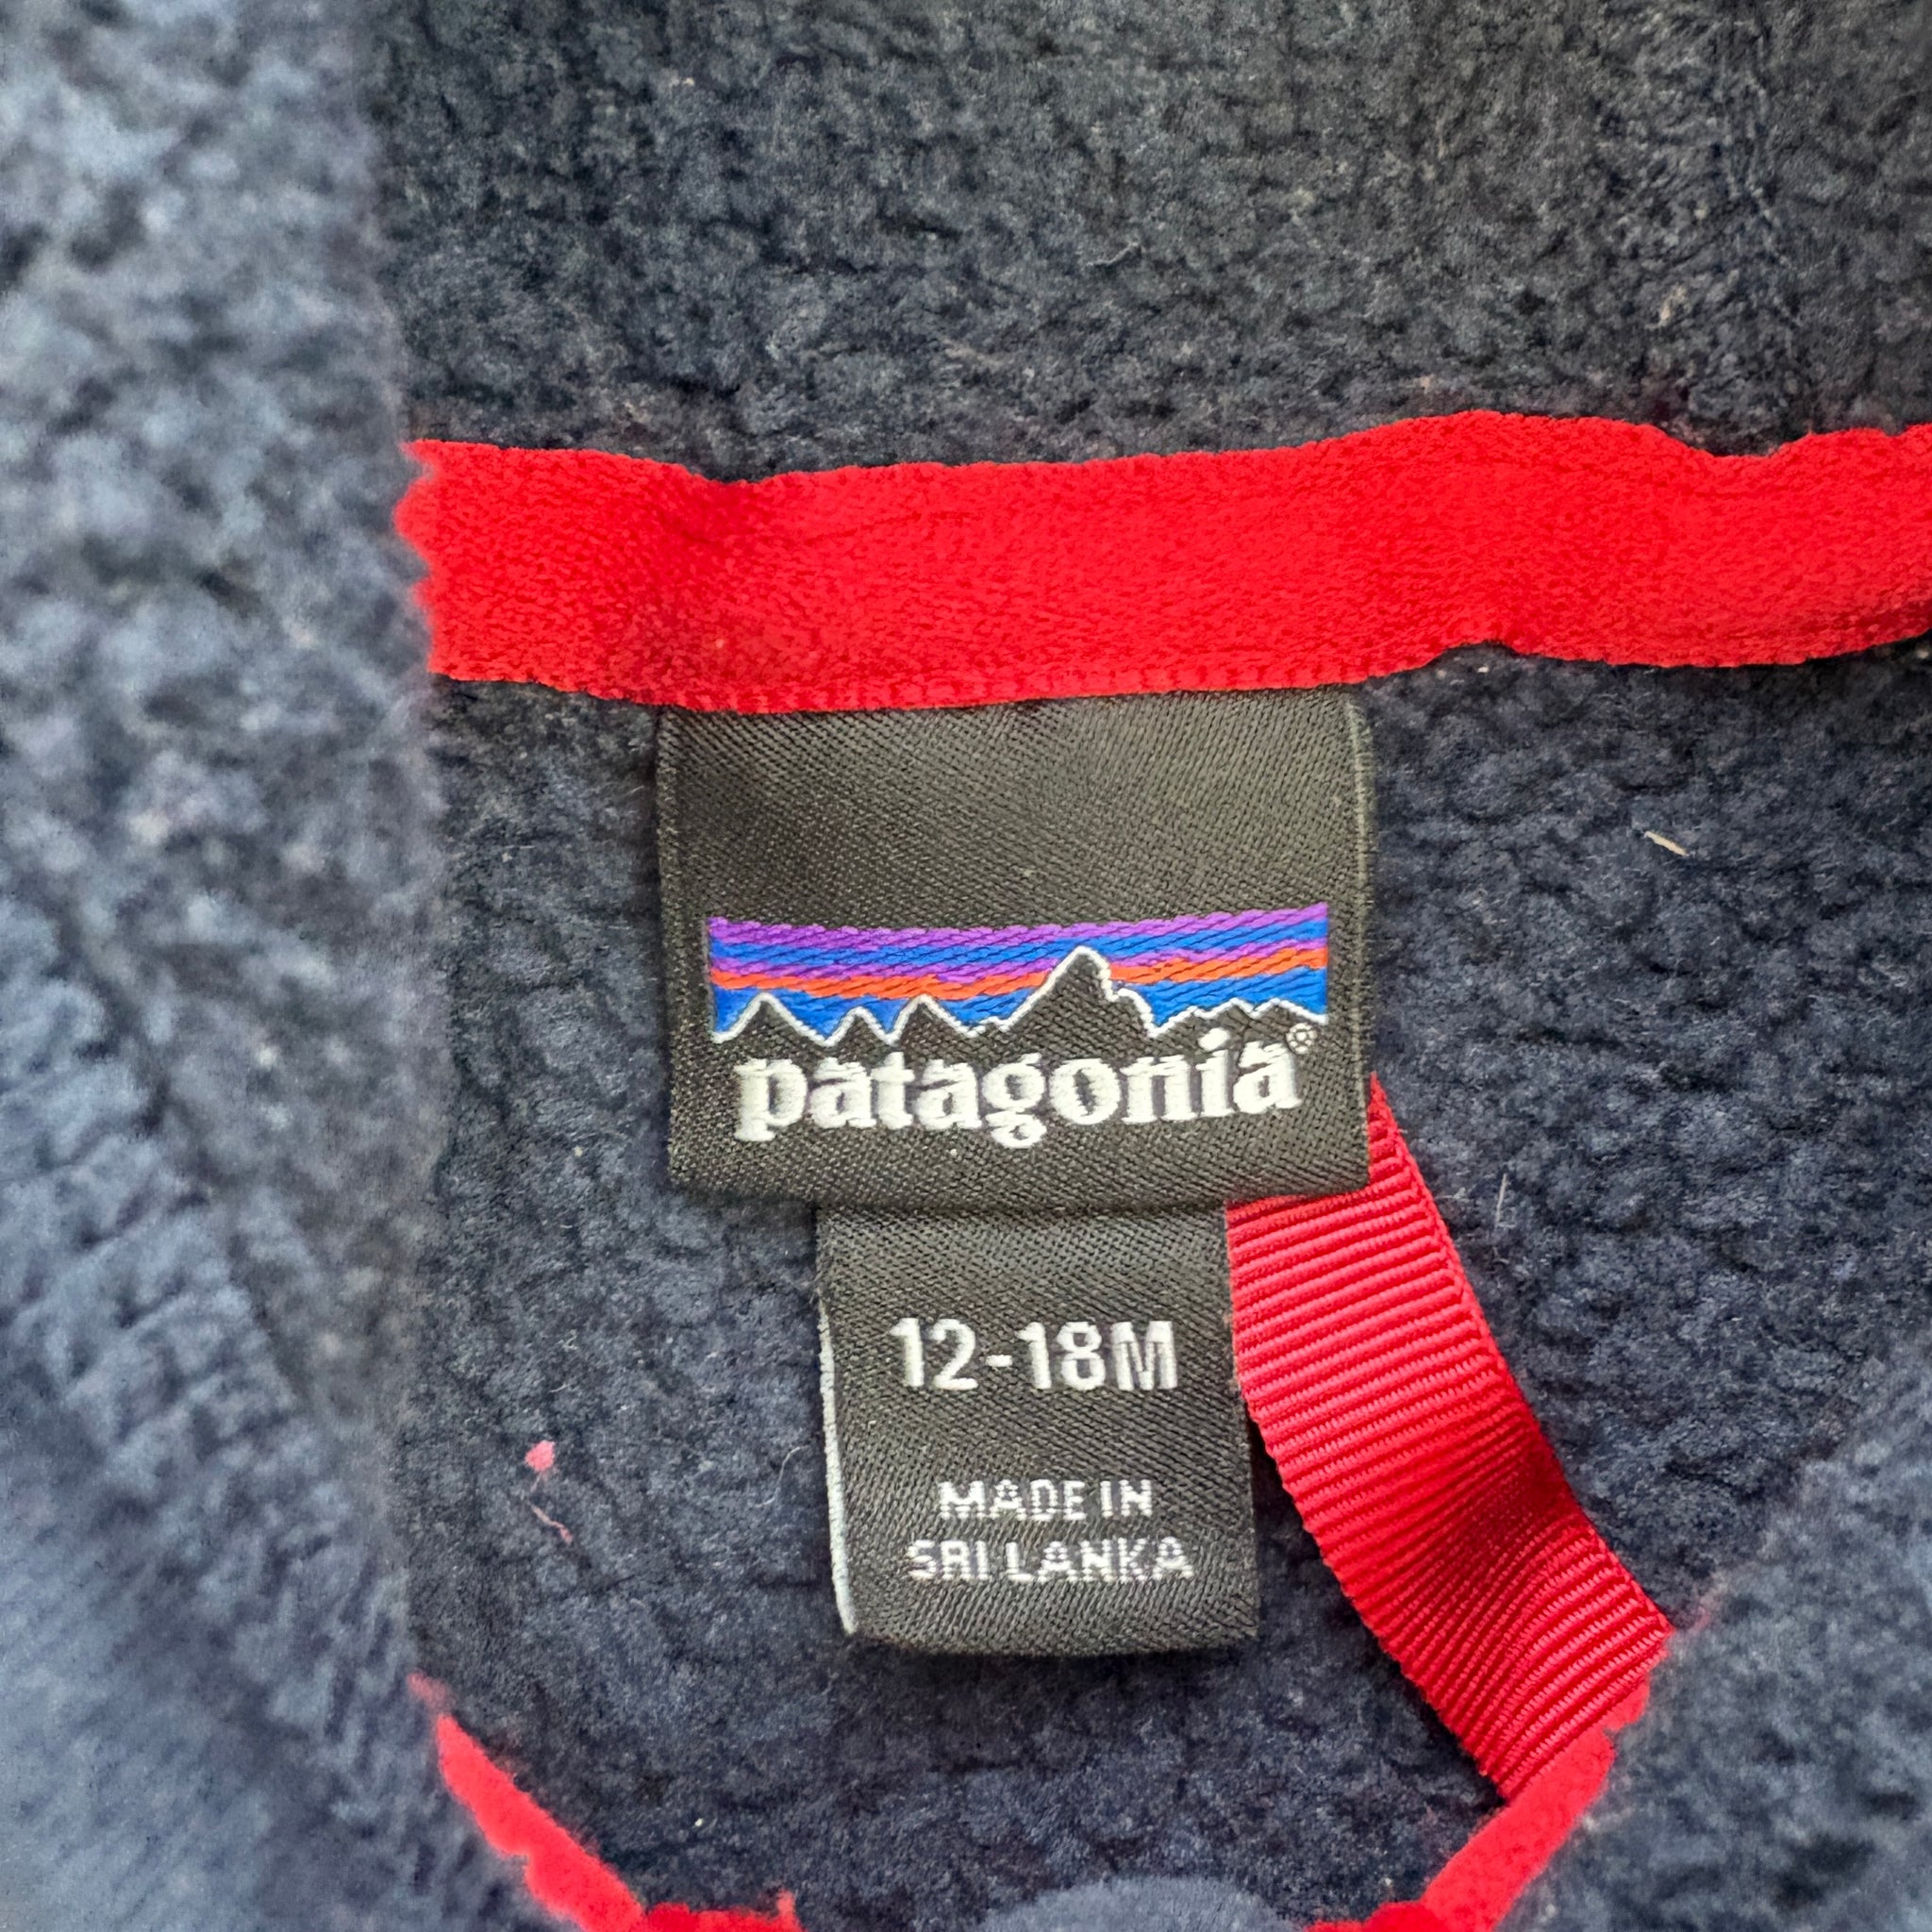 patagonia®
12-18M
MADE IN
SRI LANKA